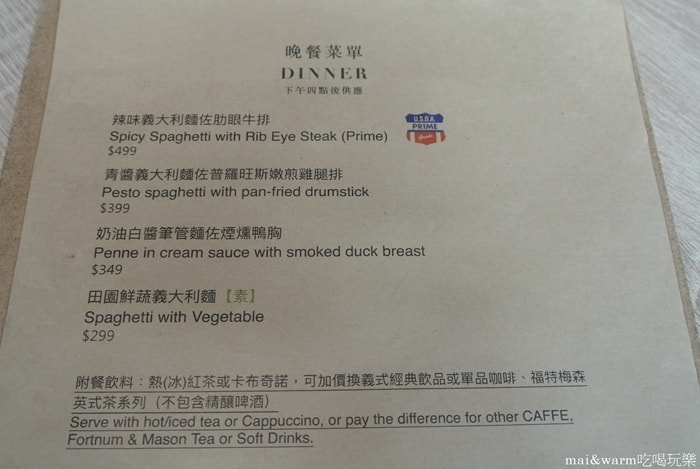 晚餐菜單
DINNER
下午四點後供應
辣味義大利麵佐肋眼牛排
Spicy Spaghetti with Rib Eye Steak (Prime)
$499
U.S.D.A.
PRIME
青醬義大利麵佐普羅旺斯嫩煎雞腿排
Pesto spaghetti with pan-fried drumstick
$399
奶油白醬筆管麵佐煙燻鴨胸
Penne in cream sauce with smoked duck breast
$349
田園鮮蔬義大利麵【素】
Spaghetti with Vegetable
$299
附餐飲料：熱(冰)紅茶或卡布奇諾，可加價換義式經典飲品或單品咖啡、福特梅森
英式茶系列（不包含精釀啤酒）
Serve with hot/iced tea or Cappuccino, or pay the difference for other CAFFE,
Fortnum & Mason Tea or Soft Drinks.
mai&warm吃喝玩樂